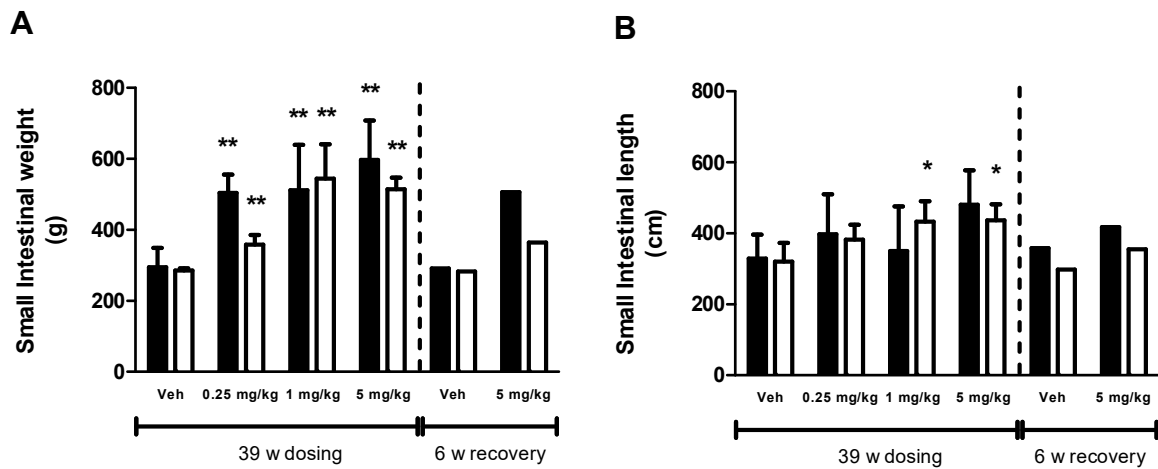 A
Small Intestinal weight
(g)
800
600
400
200
0
**
**
**
**
**
**
Veh
0.25 mg/kg
1 mg/kg
5 mg/kg
Veh
5 mg/kg
39 w dosing
6 w recovery
B
Small Intestinal length
(cm)
800
600
400
200
0
*
*
Veh
0.25 mg/kg
1 mg/kg
5 mg/kg
Veh
5 mg/kg
39 w dosing
6 w recovery